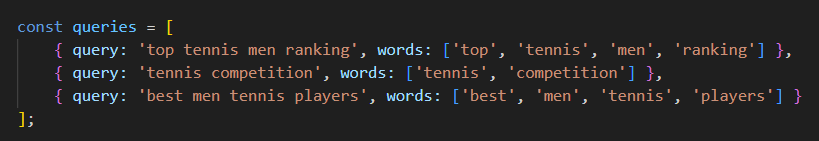 const queries = [
{ query: 'top tennis men ranking', words: ['top', 'tennis', 'men', 'ranking'] },
{ query: 'tennis competition', words: ['tennis', 'competition'] },
{ query: 'best men tennis players', words: ['best', 'men', 'tennis', 'players'] }
];